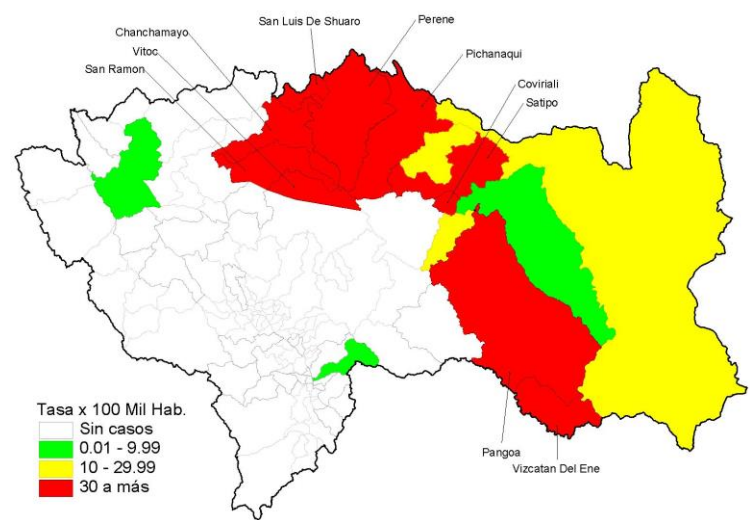 San Luis De Shuaro
Perene
Chanchamayo
Vitoc
San Ramon
Pichanaqui
Coviriali
Satipo
Tasa x 100 Mil Hab.
Sin casos
0.01 - 9.99
10 - 29.99
30 a más
Pangoa
Vizcatan Del Ene